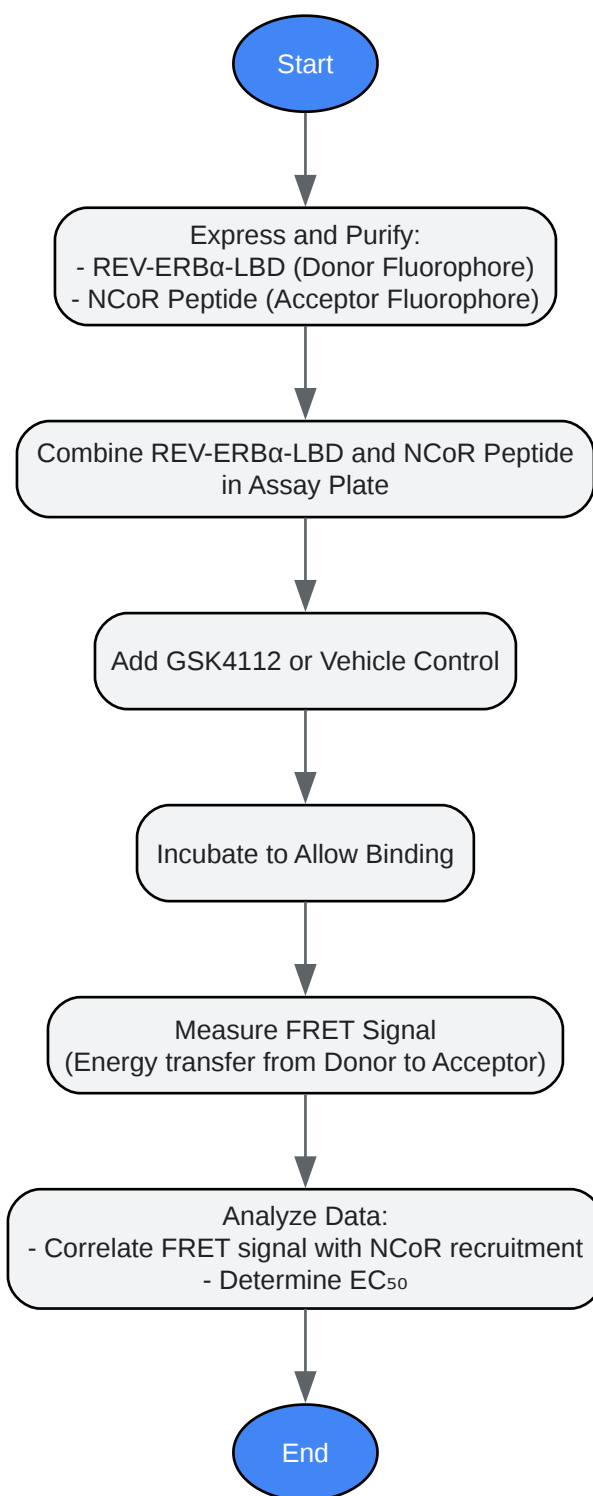 Start
Express and Purify:
- REV-ERBα-LBD (Donor Fluorophore)
- NCoR Peptide (Acceptor Fluorophore)
Combine REV-ERBα-LBD and NCoR Peptide
in Assay Plate
Add GSK4112 or Vehicle Control
Incubate to Allow Binding
Measure FRET Signal
(Energy transfer from Donor to Acceptor)
Analyze Data:
- Correlate FRET signal with NCoR recruitment
- Determine EC₅₀
End